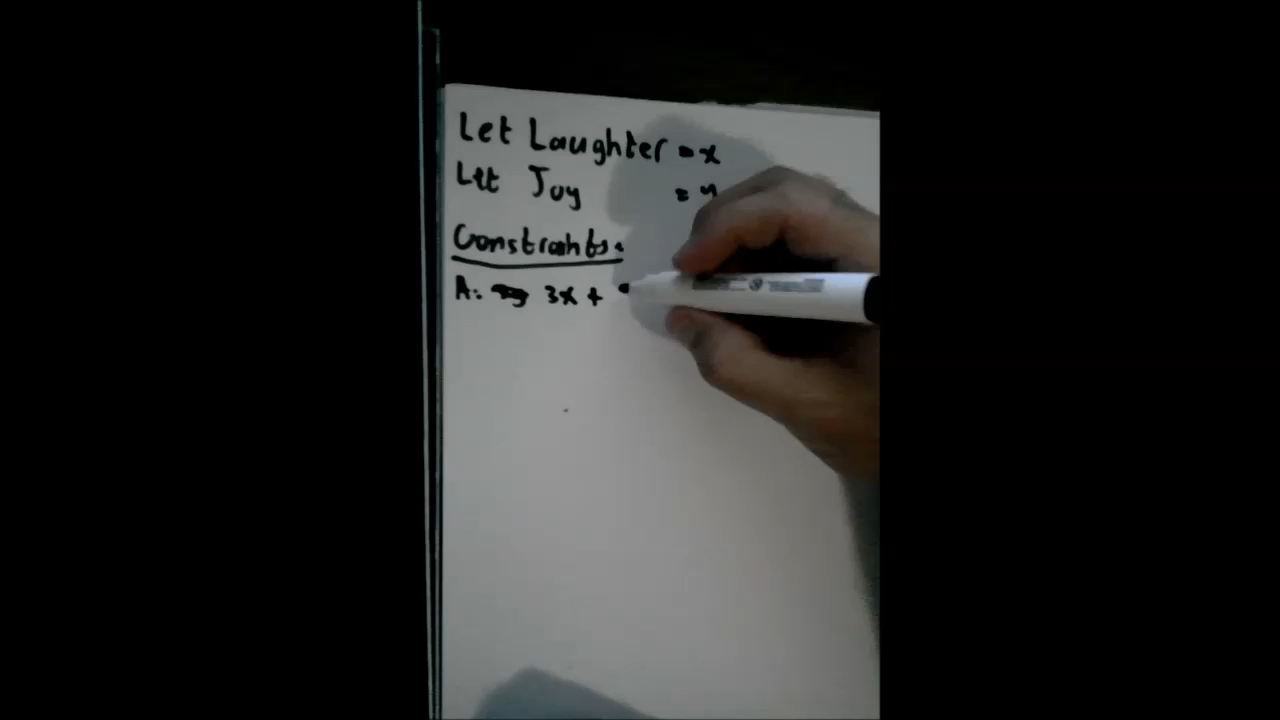 Let Laughter = x
Let Joy = y
Constraints:
A: 3x +